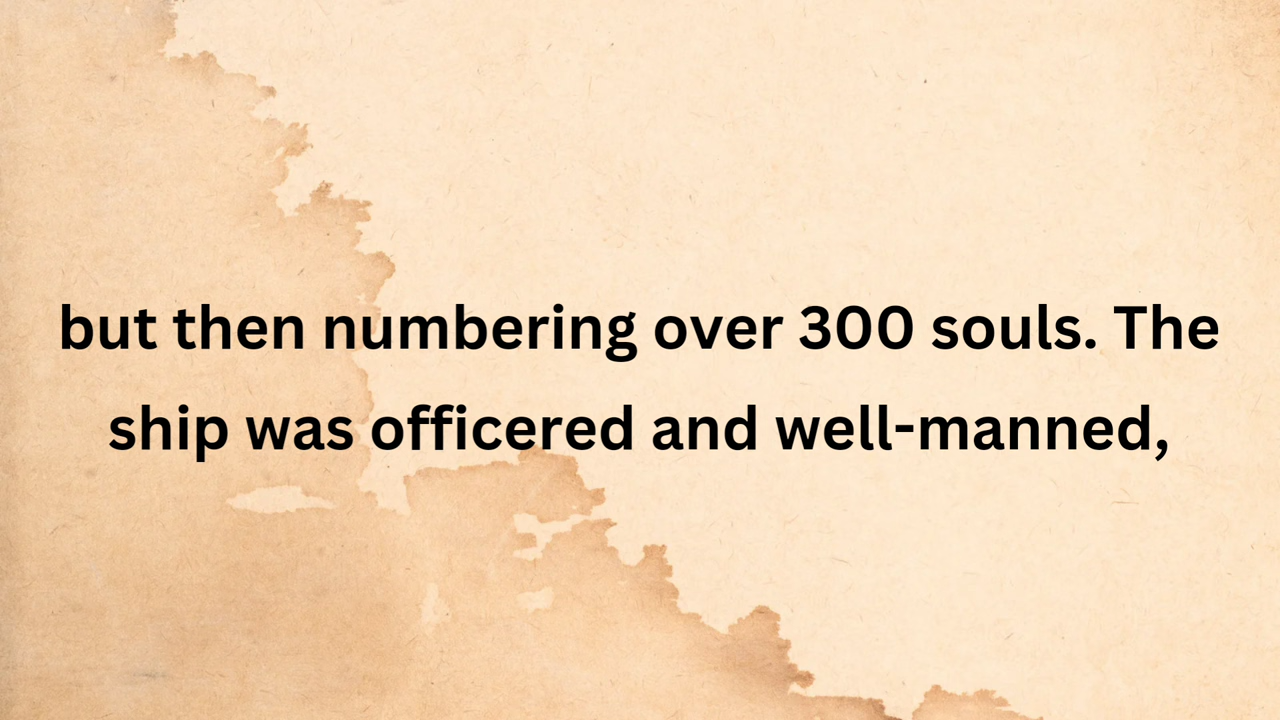 but then numbering over 300 souls. The
ship was officered and well-manned,